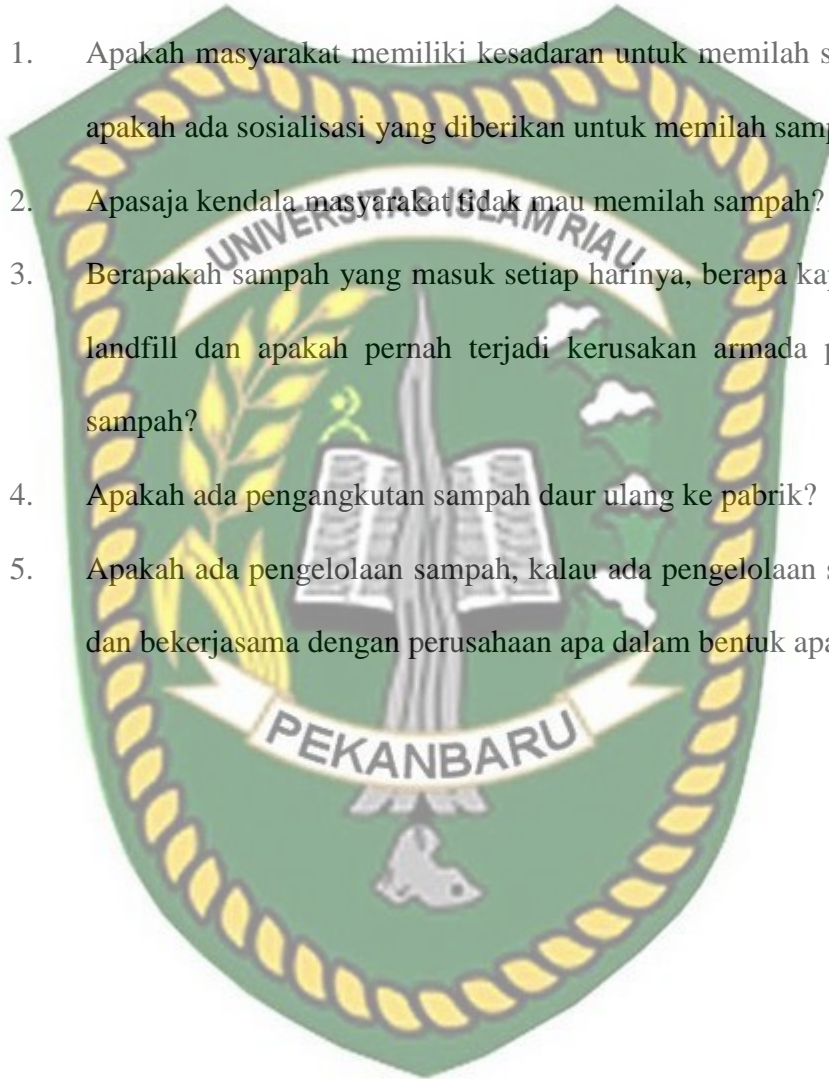 1. Apakah masyarakat memiliki kesadaran untuk memilah
apakah ada sosialisasi yang diberikan untuk memilah
2. Apasaja kendala masyarakat tidak mau memilah sampah?
UNIVERSITAS ISLAM RIAU
3. Berapakah sampah yang masuk setiap harinya, berapa
landfill dan apakah pernah terjadi kerusakan armada
sampah?
4. Apakah ada pengangkutan sampah daur ulang ke pabrik?
5. Apakah ada pengelolaan sampah, kalau ada pengelolaan
dan bekerjasama dengan perusahaan apa dalam bentuk apa
PEKANBARU